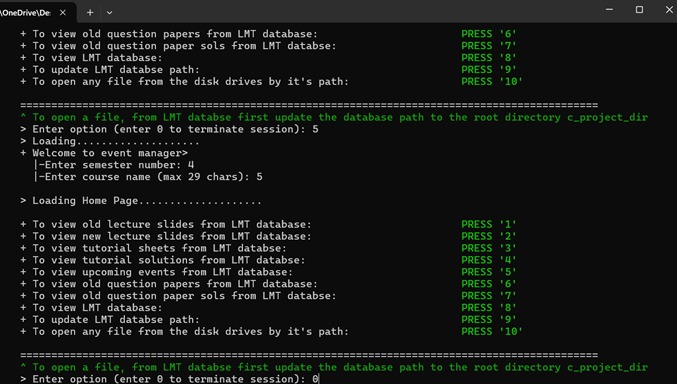 \OneDrive\De:
+ To view old question papers from LMT database: PRESS '6'
+ To view old question paper sols from LMT databse: PRESS '7'
+ To view LMT database: PRESS '8'
+ To update LMT databse path: PRESS '9'
+ To open any file from the disk drives by it's path: PRESS '10'
===============================================================================================
^ To open a file, from LMT databse first update the database path to the root directory c_project_dir
> Enter option (enter 0 to terminate session): 5
> Loading....................
+ Welcome to event manager>
|-Enter semester number: 4
|-Enter course name (max 29 chars): 5
> Loading Home Page....................
+ To view old lecture slides from LMT database: PRESS '1'
+ To view new lecture slides from LMT database: PRESS '2'
+ To view tutorial sheets from LMT databse: PRESS '3'
+ To view tutorial solutions from LMT databse: PRESS '4'
+ To view upcoming events from LMT database: PRESS '5'
+ To view old question papers from LMT database: PRESS '6'
+ To view old question paper sols from LMT databse: PRESS '7'
+ To view LMT database: PRESS '8'
+ To update LMT databse path: PRESS '9'
+ To open any file from the disk drives by it's path: PRESS '10'
===============================================================================================
^ To open a file, from LMT databse first update the database path to the root directory c_project_dir
> Enter option (enter 0 to terminate session): 0